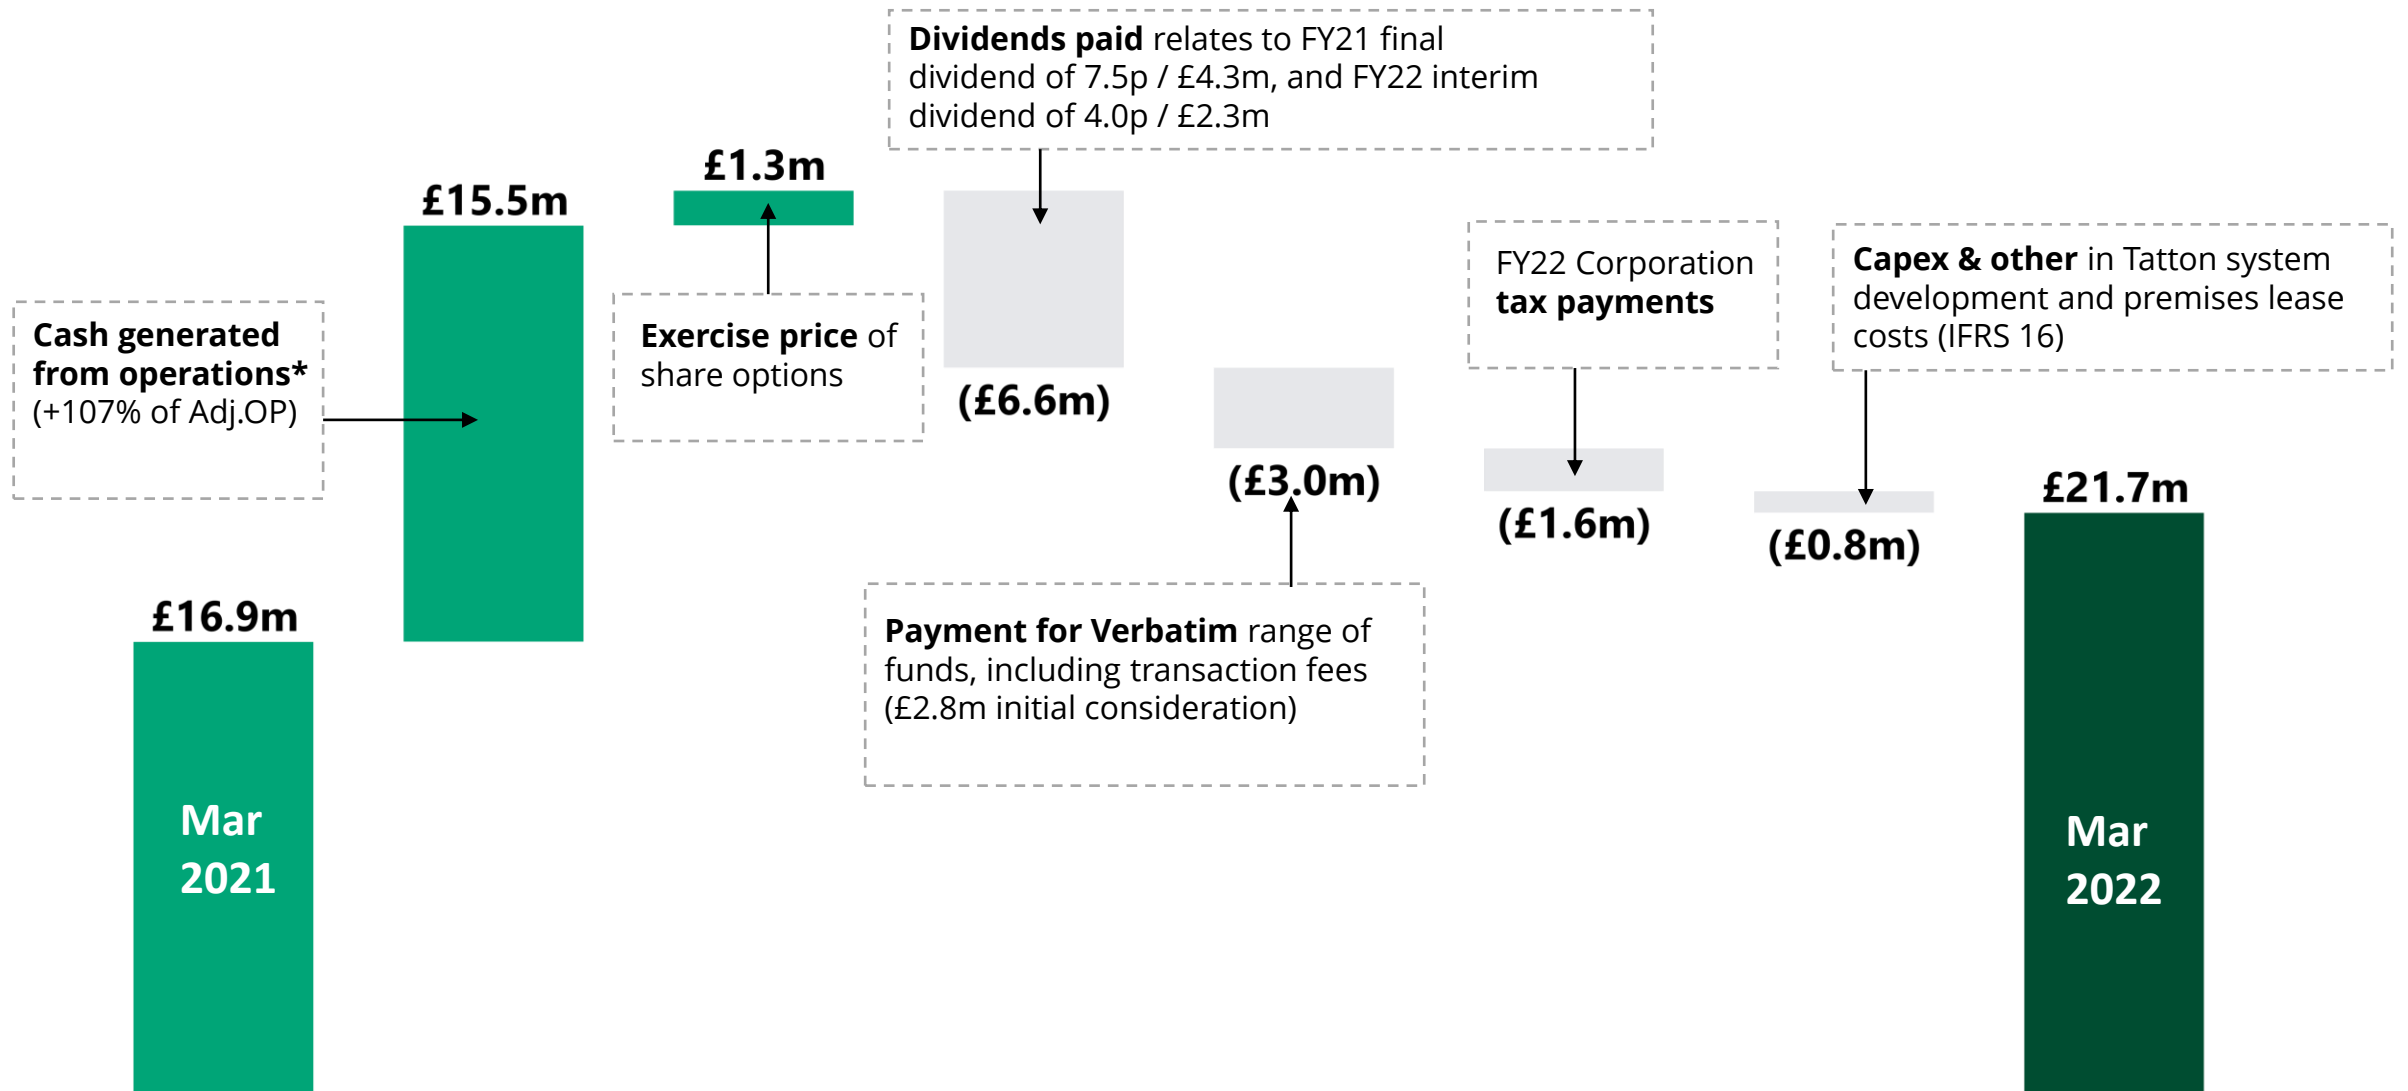 Dividends paid relates to FY21 final
dividend of 7.5p / £4.3m, and FY22 interim
dividend of 4.0p / £2.3m
£1.3m
£15.5m
Cash generated
from operations*
(+107% of Adj.OP)
Exercise price of
share options
(£6.6m)
FY22 Corporation
tax payments
Capex & other in Tatton system
development and premises lease
costs (IFRS 16)
(£3.0m)
(£1.6m)
(£0.8m)
£21.7m
£16.9m
Payment for Verbatim range of
funds, including transaction fees
(£2.8m initial consideration)
Mar
2021
Mar
2022